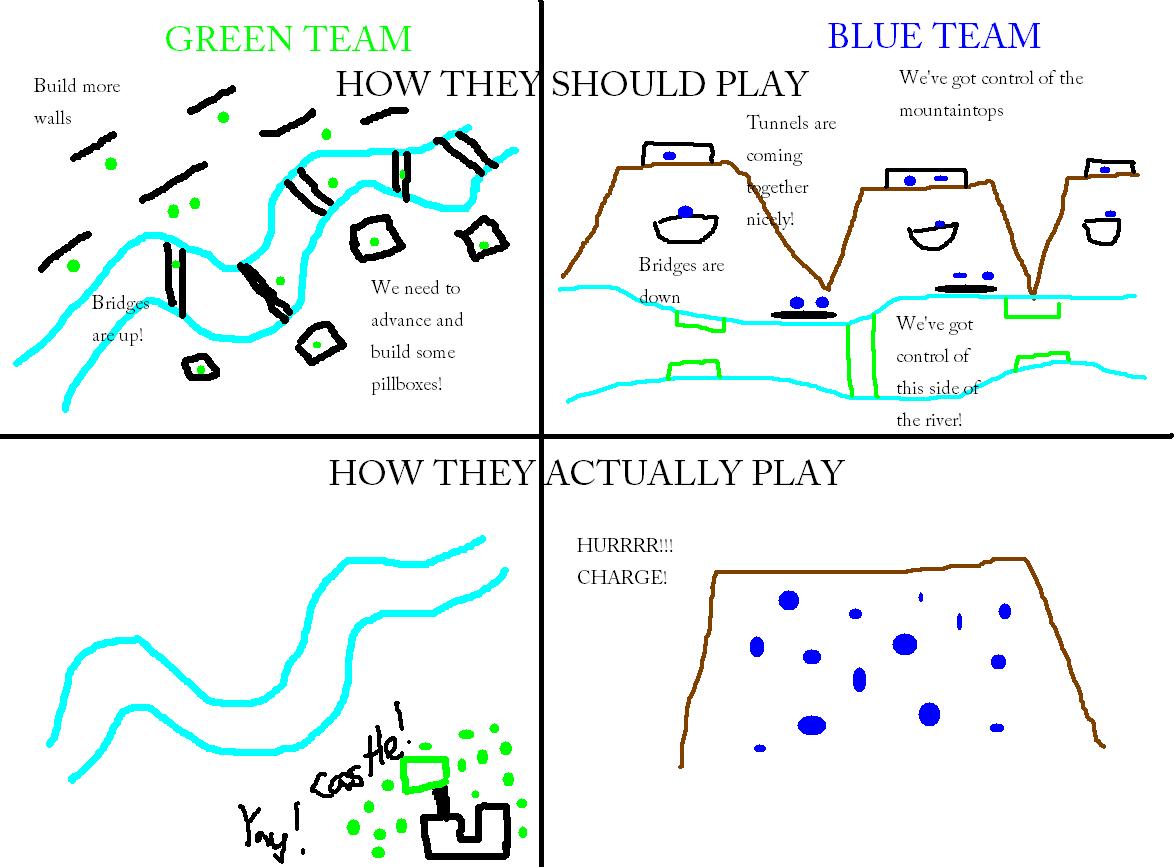 GREEN TEAM
BLUE TEAM
HOW THEY SHOULD PLAY
Build more
walls
Bridges
are up!
We need to
advance and
build some
pillboxes!
We've got control of the
mountaintops
Tunnels are
coming
together
nicely!
Bridges are
down
We've got
control of
this side of
the river!
HOW THEY ACTUALLY PLAY
Yay! castle!
HURRRR!!!
CHARGE!